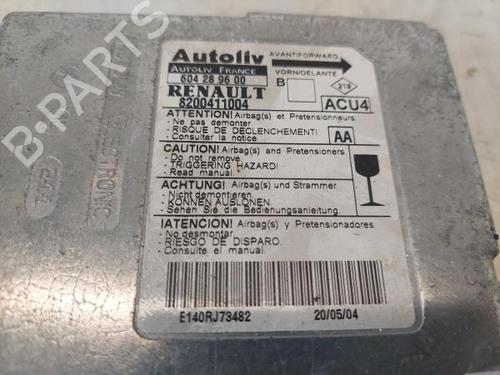 Autoliv
AUTOLIV FRANCE
604 28 96 00
RENAULT
8200411004
AVANT/FORWARD
VORN/DELANTE
B
219
ACU4
ATTENTION! Airbag(s) et Pretensionneurs
- Ne pas demonter.
- RISQUE DE DECLENCHEMENT!
- Consulter la notice.
AA
CAUTION! Airbag(s) and Pretensioners
- Do not remove.
- TRIGGERING HAZARD!
- Read manual.
ACHTUNG! Airbag(s) und Strammer
- Nicht demontieren.
- KÖNNEN AUSLÖNEN.
- Sehen Sie die Bedienungsanleitung.
¡ATENCION! Airbag(s) y Pretensionadores
- No desmontar.
- RIESGO DE DISPARO.
- Consulte el manual.
E140RJ73482
20/05/04
B-PARTS